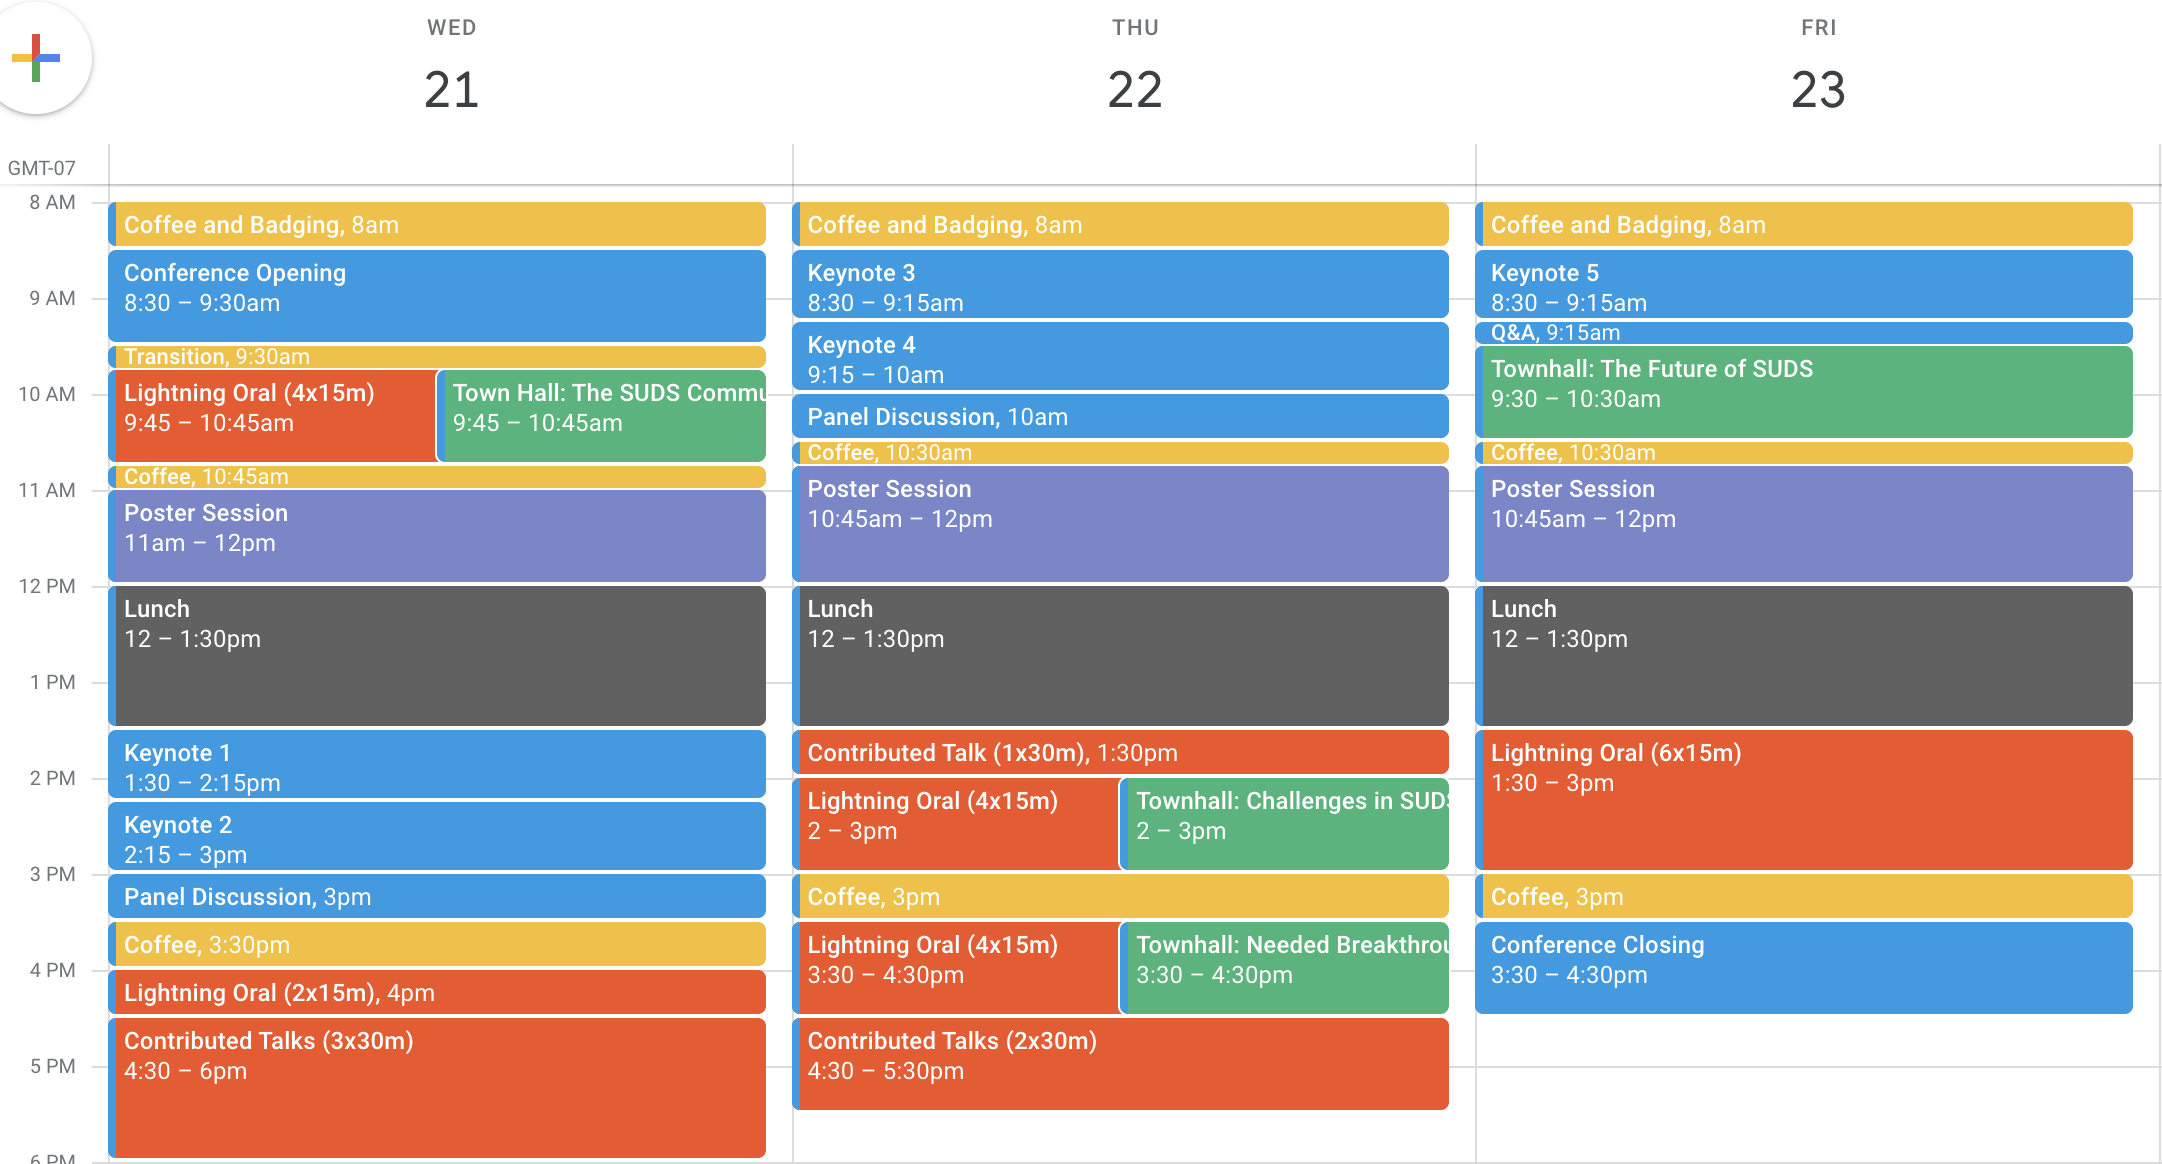 WED
21
THU
22
FRI
23
GMT-07
8 AM
9 AM
10 AM
11 AM
12 PM
1 PM
2 PM
3 PM
4 PM
5 PM
6 PM
Coffee and Badging, 8am
Conference Opening
8:30 – 9:30am
Transition, 9:30am
Lightning Oral (4x15m)
9:45 – 10:45am
Town Hall: The SUDS Commu
9:45 – 10:45am
Coffee, 10:45am
Poster Session
11am – 12pm
Lunch
12 – 1:30pm
Keynote 1
1:30 – 2:15pm
Keynote 2
2:15 – 3pm
Panel Discussion, 3pm
Coffee, 3:30pm
Lightning Oral (2x15m), 4pm
Contributed Talks (3x30m)
4:30 – 6pm
Coffee and Badging, 8am
Keynote 3
8:30 – 9:15am
Keynote 4
9:15 – 10am
Panel Discussion, 10am
Coffee, 10:30am
Poster Session
10:45am – 12pm
Lunch
12 – 1:30pm
Contributed Talk (1x30m), 1:30pm
Lightning Oral (4x15m)
2 – 3pm
Townhall: Challenges in SUDS
2 – 3pm
Coffee, 3pm
Lightning Oral (4x15m)
3:30 – 4:30pm
Townhall: Needed Breakthrou
3:30 – 4:30pm
Contributed Talks (2x30m)
4:30 – 5:30pm
Coffee and Badging, 8am
Keynote 5
8:30 – 9:15am
Q&A, 9:15am
Townhall: The Future of SUDS
9:30 – 10:30am
Coffee, 10:30am
Poster Session
10:45am – 12pm
Lunch
12 – 1:30pm
Lightning Oral (6x15m)
1:30 – 3pm
Coffee, 3pm
Conference Closing
3:30 – 4:30pm